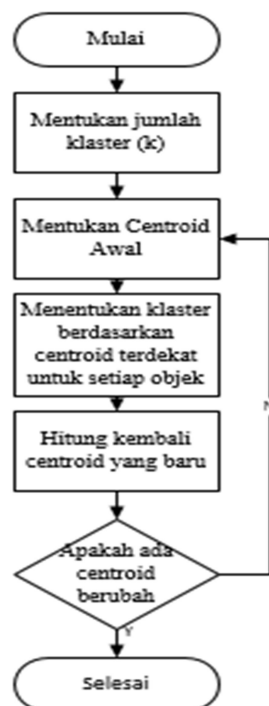 Mulai
Mentukan jumlah
klaster (k)
Mentukan Centroid
Awal
Menentukan klaster
berdasarkan
centroid terdekat
untuk setiap objek
Hitung kembali
centroid yang baru
Apakah ada
centroid
berubah
Y
Selesai